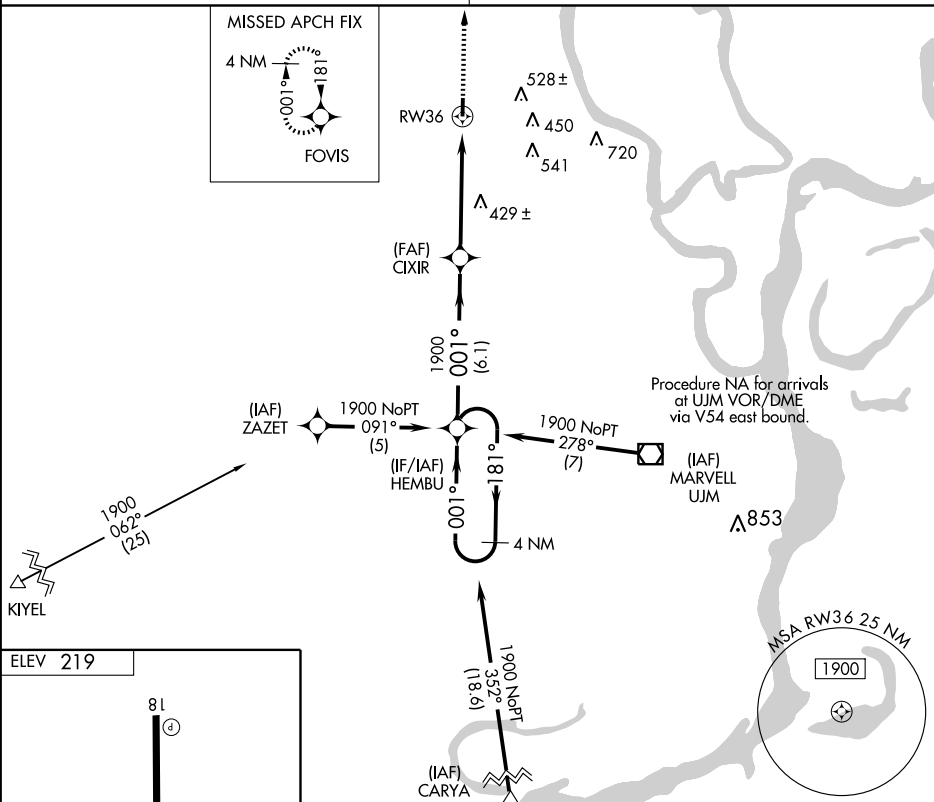 MISSED APCH FIX
4 NM
181°
001°
FOVIS
RW36
528 ±
450
541
720
429 ±
(FAF)
CIXIR
1900
001°
(6.1)
Procedure NA for arrivals
at UJM VOR/DME
via V54 east bound.
(IAF)
ZAZET
1900 NoPT
091°
(5)
1900 NoPT
278°
(7)
(IF/IAF)
HEMBU
181°
001°
4 NM
(IAF)
MARVELL
UJM
853
1900
062°
(25)
KIYEL
1900 NoPT
352°
(18.6)
(IAF)
CARYA
MSA RW36 25 NM
1900
ELEV 219
18
P